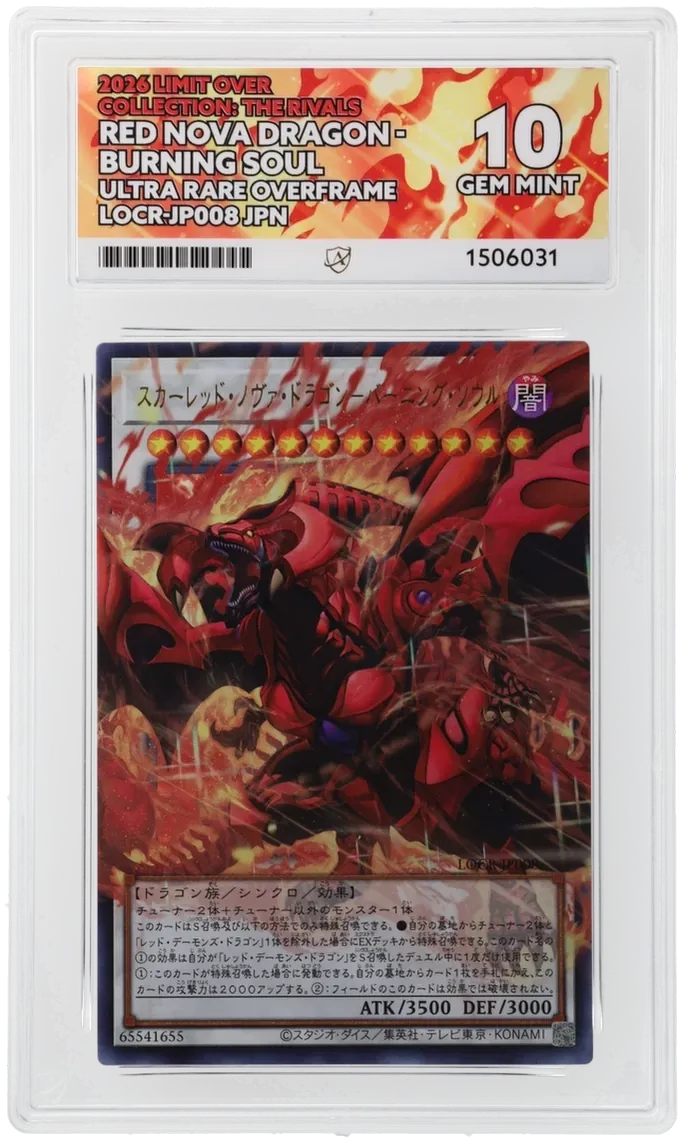 2026 LIMIT OVER
COLLECTION: THE RIVALS
RED NOVA DRAGON -
BURNING SOUL
ULTRA RARE OVERFRAME
LOCR-JP008 JPN
10
GEM MINT
1506031
スカーレッド・ノヴァ・ドラゴン－バーニング・ソウル
やみ
闇
LOCR-JP008
【ドラゴン族／シンクロ／効果】
チューナー2体＋チューナー以外のモンスター1体
このカードはS召喚及び以下の方法でのみ特殊召喚できる。●自分の墓地からチューナー2体と
「レッド・デーモンズ・ドラゴン」1体を除外した場合にEXデッキから特殊召喚できる。このカード名の
①の効果は自分が「レッド・デーモンズ・ドラゴン」をS召喚したデュエル中に1度だけ使用できる。
①：このカードが特殊召喚した場合に発動できる。自分の墓地からカード1枚を手札に加え、この
カードの攻撃力は2000アップする。②：フィールドのこのカードは効果では破壊されない。
ATK/3500 DEF/3000
65541655
©スタジオ・ダイス／集英社・テレビ東京・KONAMI